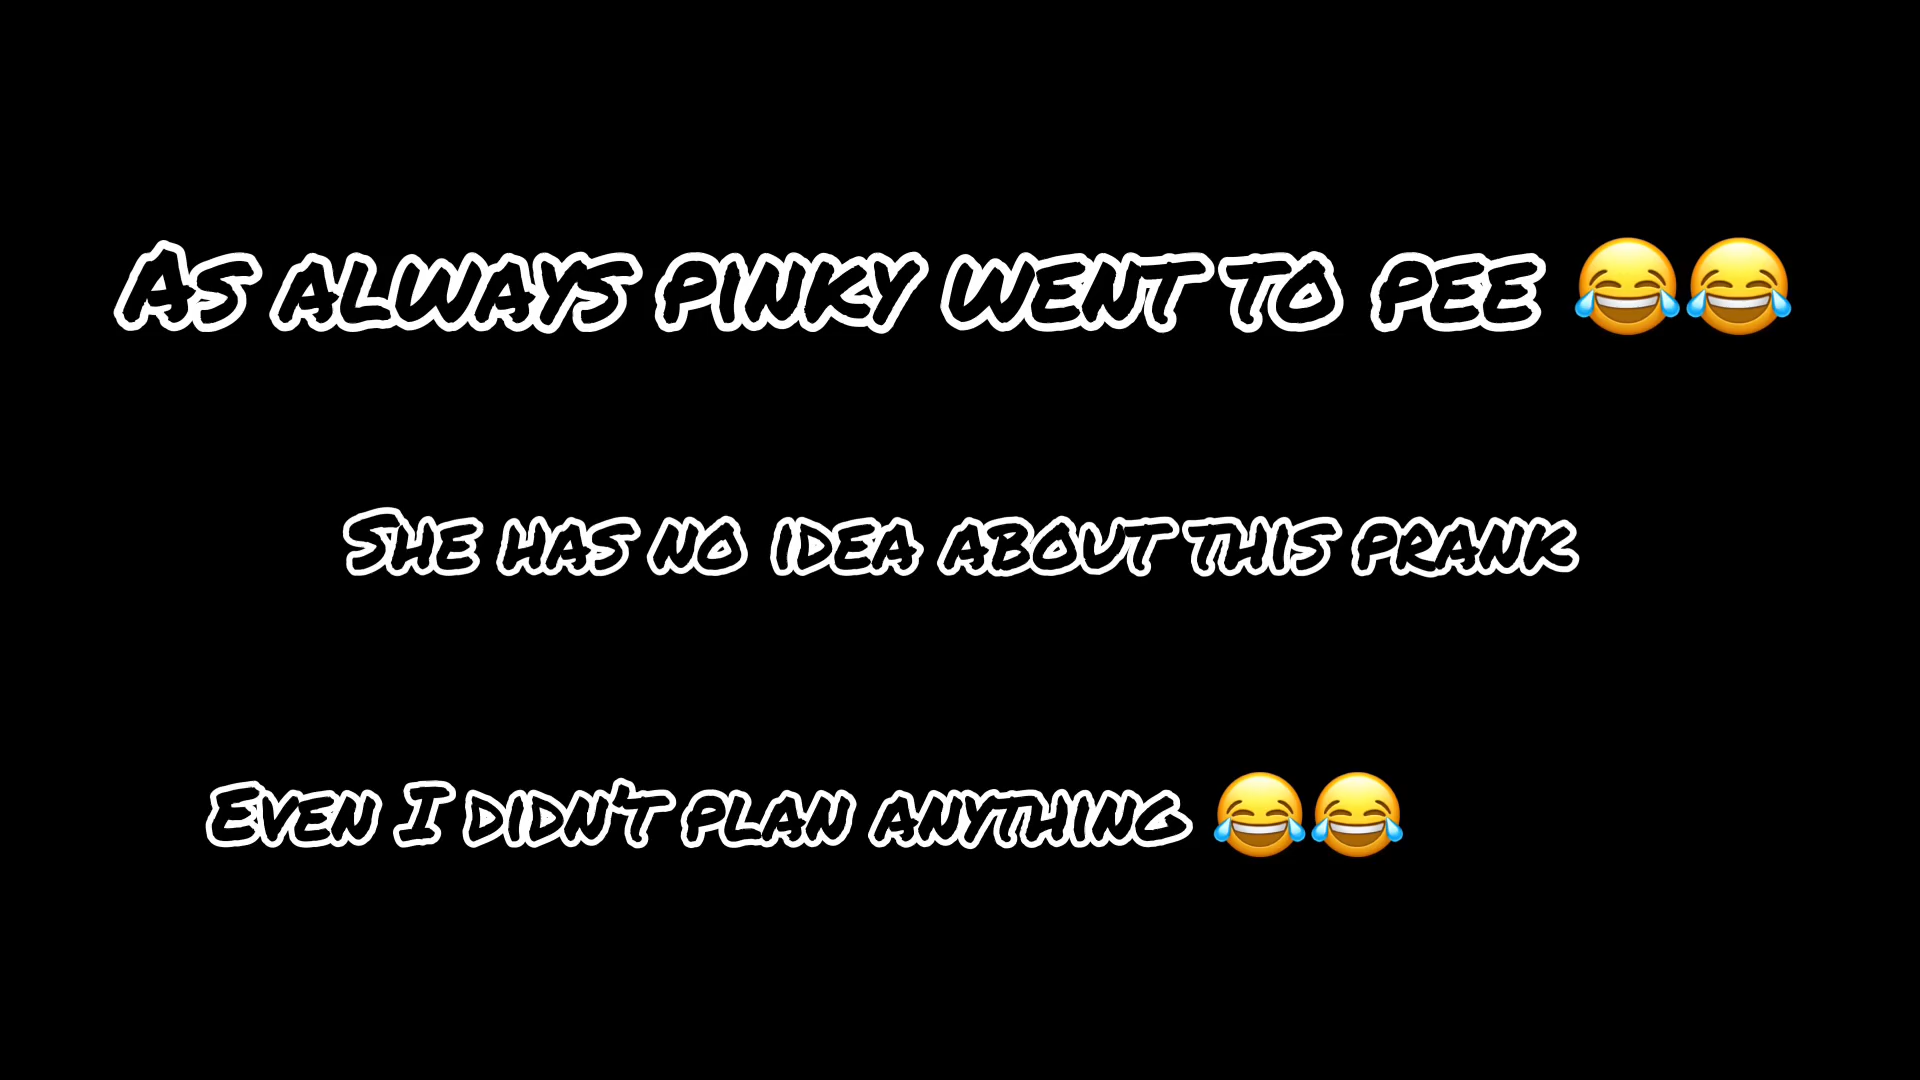 As always pinky went to pee 😂😂
She has no idea about this prank
Even I didn't plan anything 😂😂